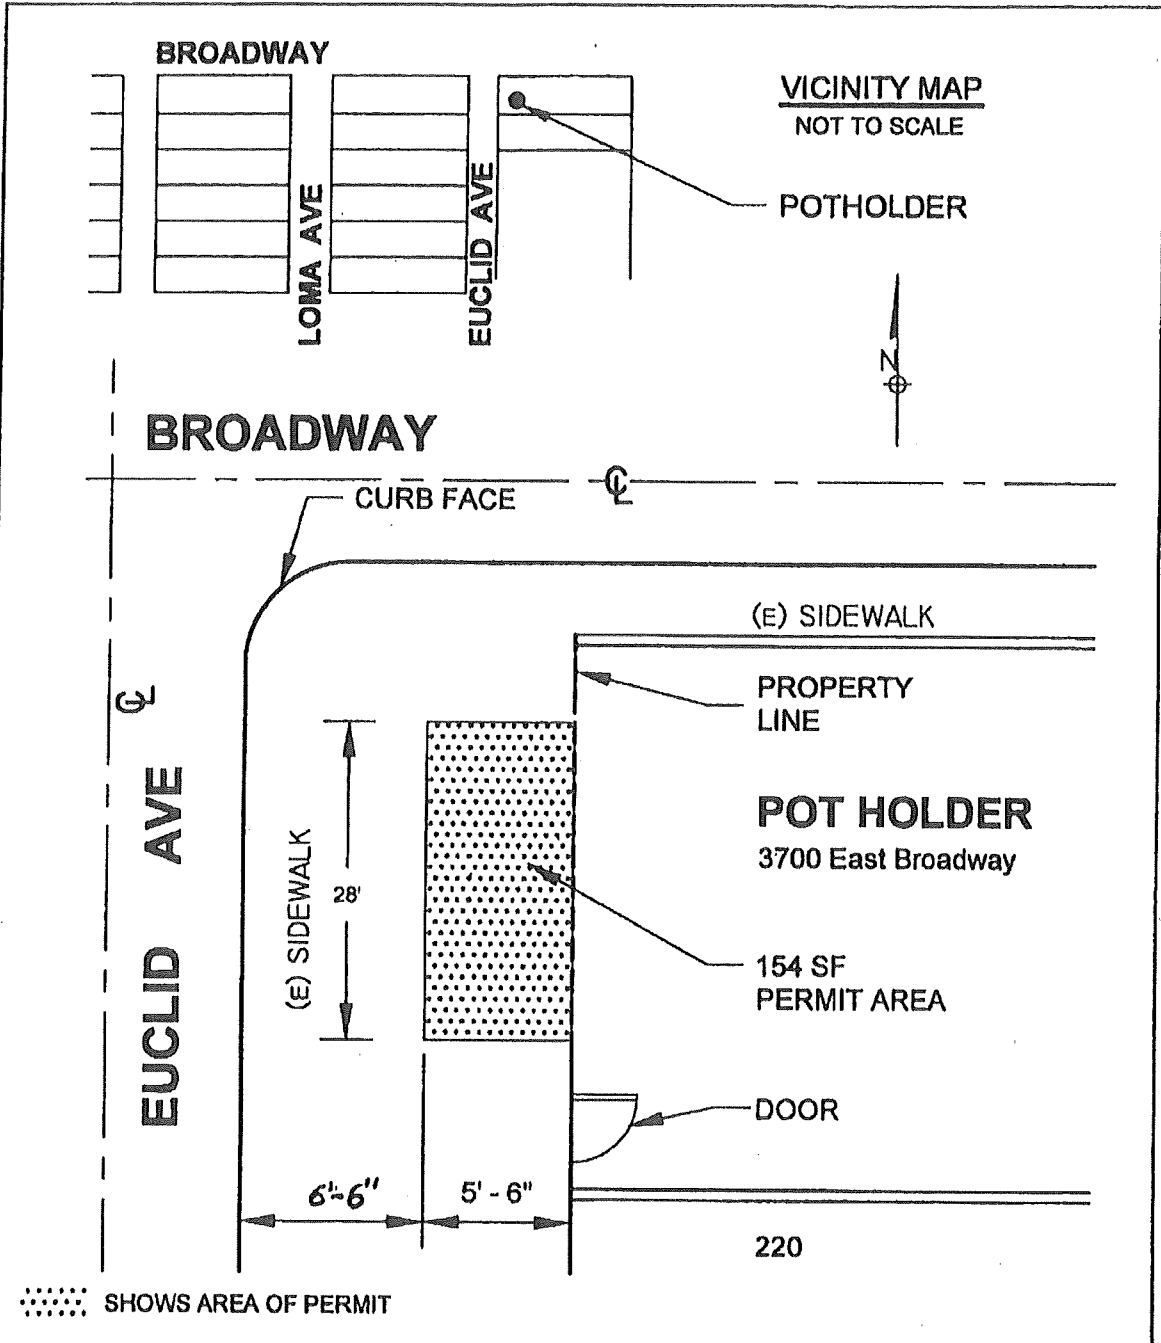 BROADWAY
VICINITY MAP
NOT TO SCALE
POTHOLDER
LOMA AVE
EUCLID AVE
N
BROADWAY
CL
CURB FACE
(E) SIDEWALK
CL
PROPERTY
LINE
POT HOLDER
3700 East Broadway
EUCLID AVE
(E) SIDEWALK
28'
154 SF
PERMIT AREA
DOOR
6'-6"
5' - 6"
220
SHOWS AREA OF PERMIT